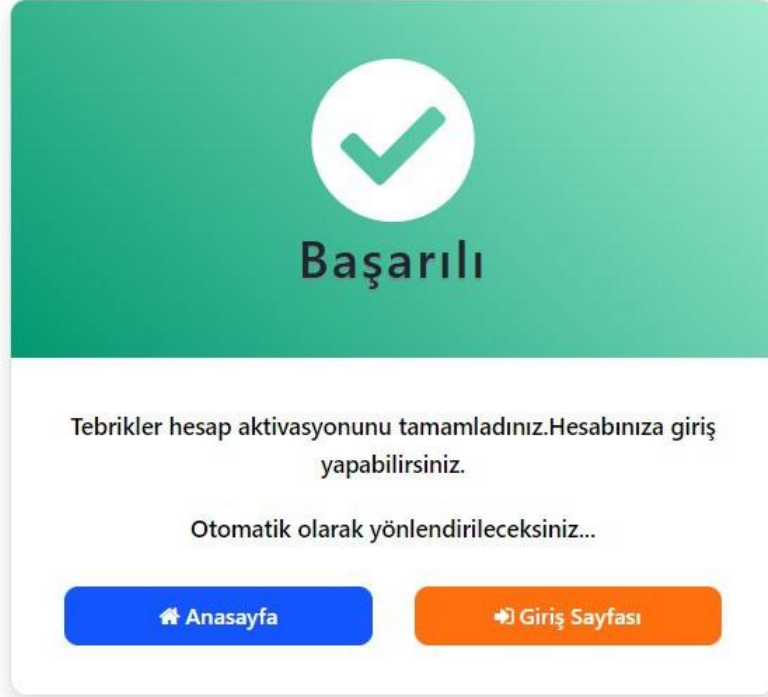 Başarılı
Tebrikler hesap aktivasyonunu tamamladınız.Hesabınıza giriş
yapabilirsiniz.
Otomatik olarak yönlendirileceksiniz...
Anasayfa
Giriş Sayfası